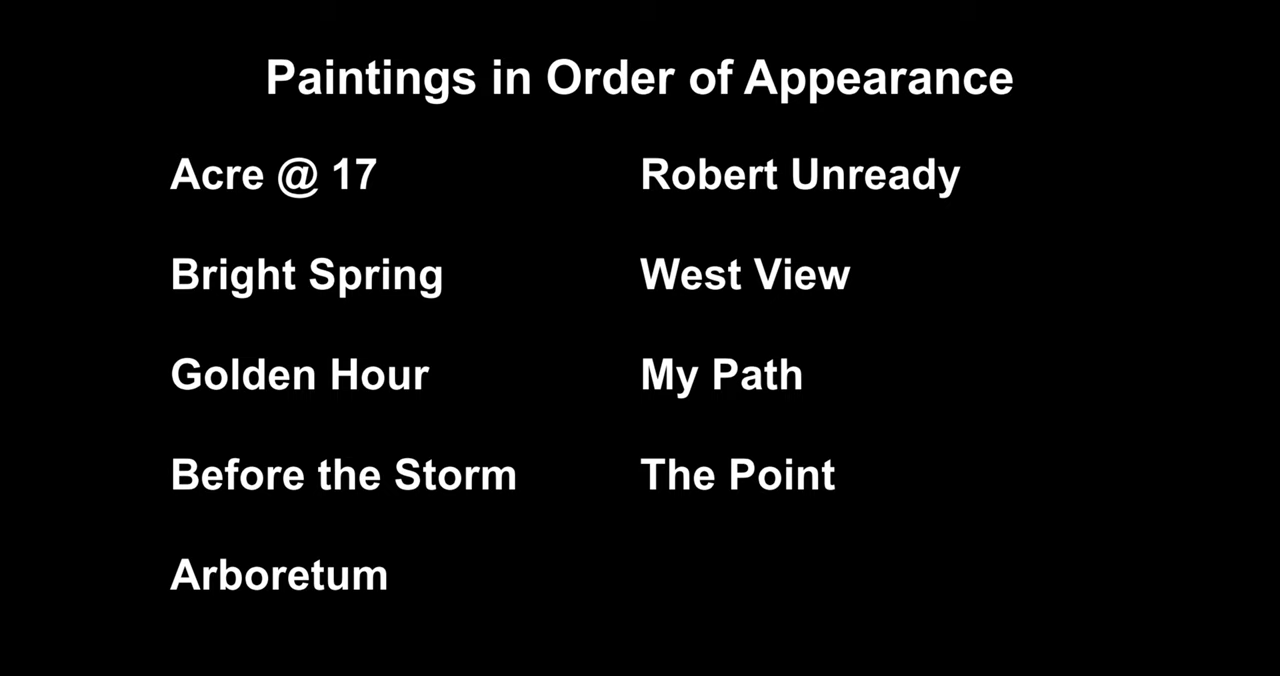 Paintings in Order of Appearance
Acre @ 17
Bright Spring
Golden Hour
Before the Storm
Arboretum
Robert Unready
West View
My Path
The Point